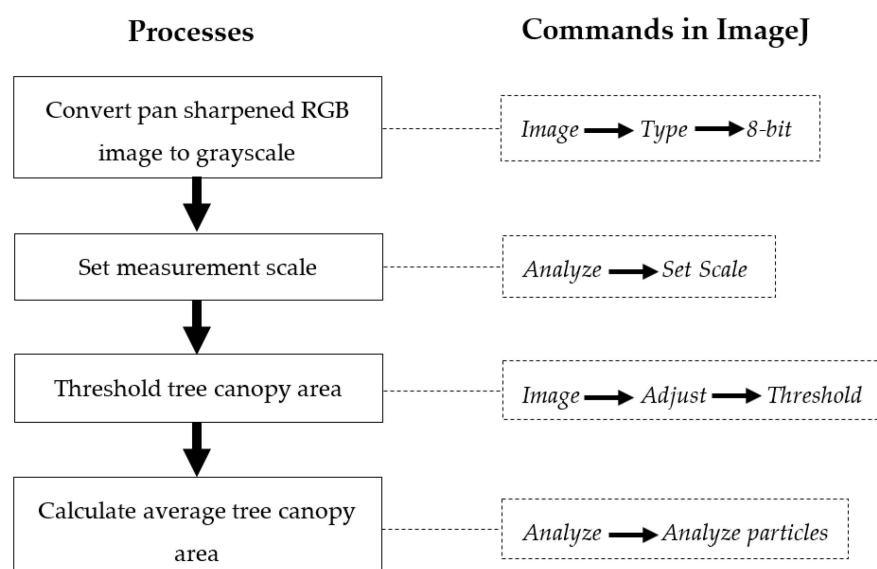 Processes
Commands in ImageJ
Convert pan sharpened RGB
image to grayscale
Image Type 8-bit
Set measurement scale
Analyze Set Scale
Threshold tree canopy area
Image Adjust Threshold
Calculate average tree canopy
area
Analyze Analyze particles